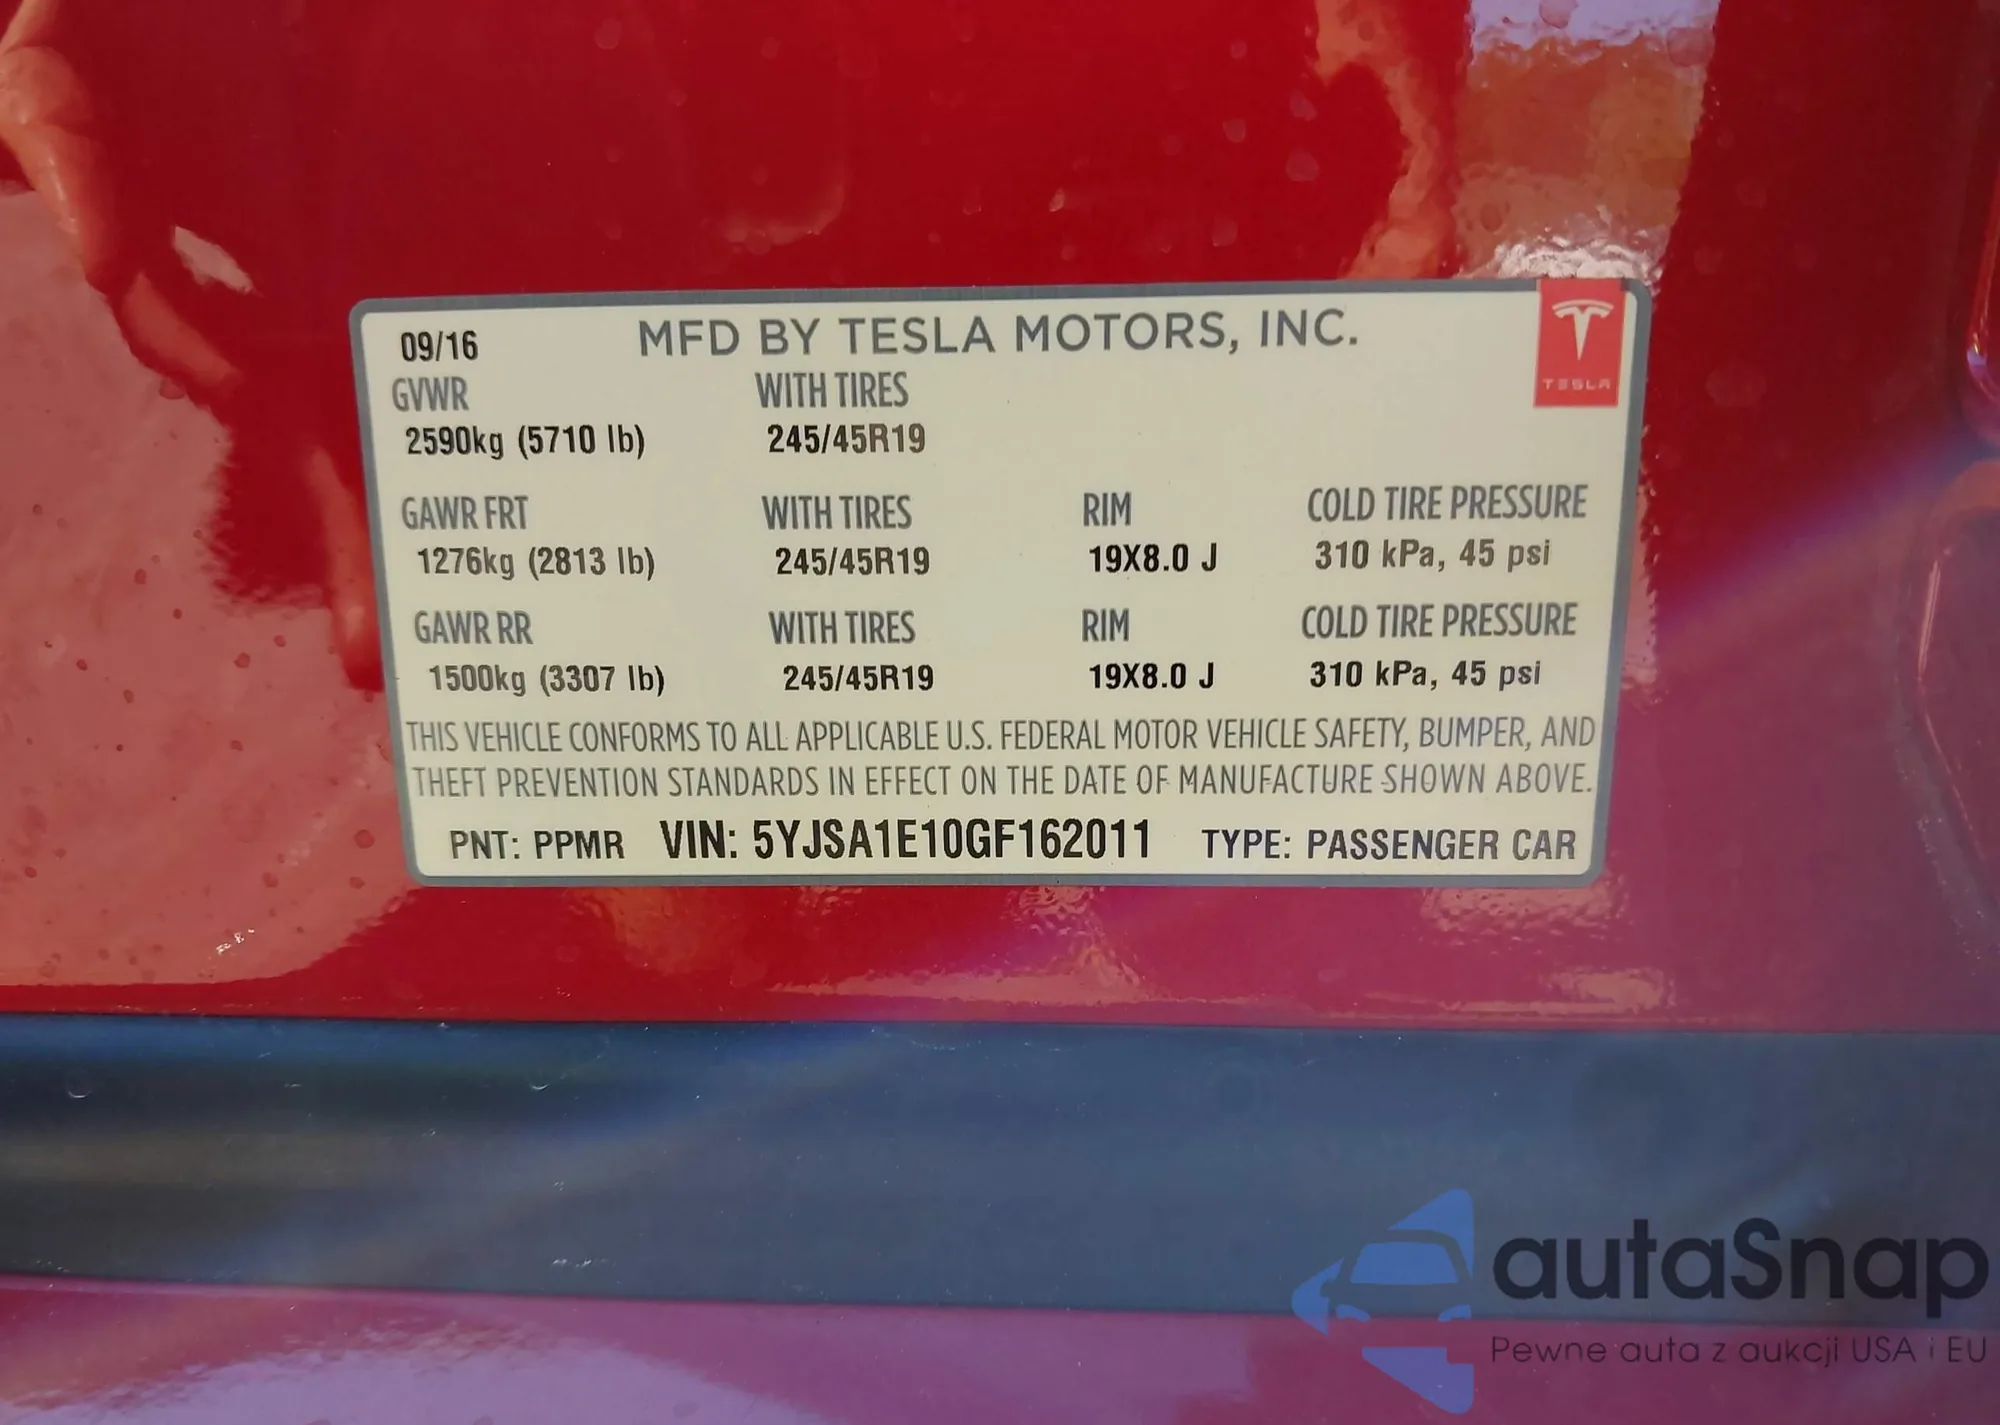 09/16 MFD BY TESLA MOTORS, INC.
TESLA
GVWR WITH TIRES
2590kg (5710 lb) 245/45R19
GAWR FRT WITH TIRES RIM COLD TIRE PRESSURE
1276kg (2813 lb) 245/45R19 19X8.0 J 310 kPa, 45 psi
GAWR RR WITH TIRES RIM COLD TIRE PRESSURE
1500kg (3307 lb) 245/45R19 19X8.0 J 310 kPa, 45 psi
THIS VEHICLE CONFORMS TO ALL APPLICABLE U.S. FEDERAL MOTOR VEHICLE SAFETY, BUMPER, AND
THEFT PREVENTION STANDARDS IN EFFECT ON THE DATE OF MANUFACTURE SHOWN ABOVE.
PNT: PPMR VIN: 5YJSA1E10GF162011 TYPE: PASSENGER CAR
autaSnap
Pewne auta z aukcji USA i EU